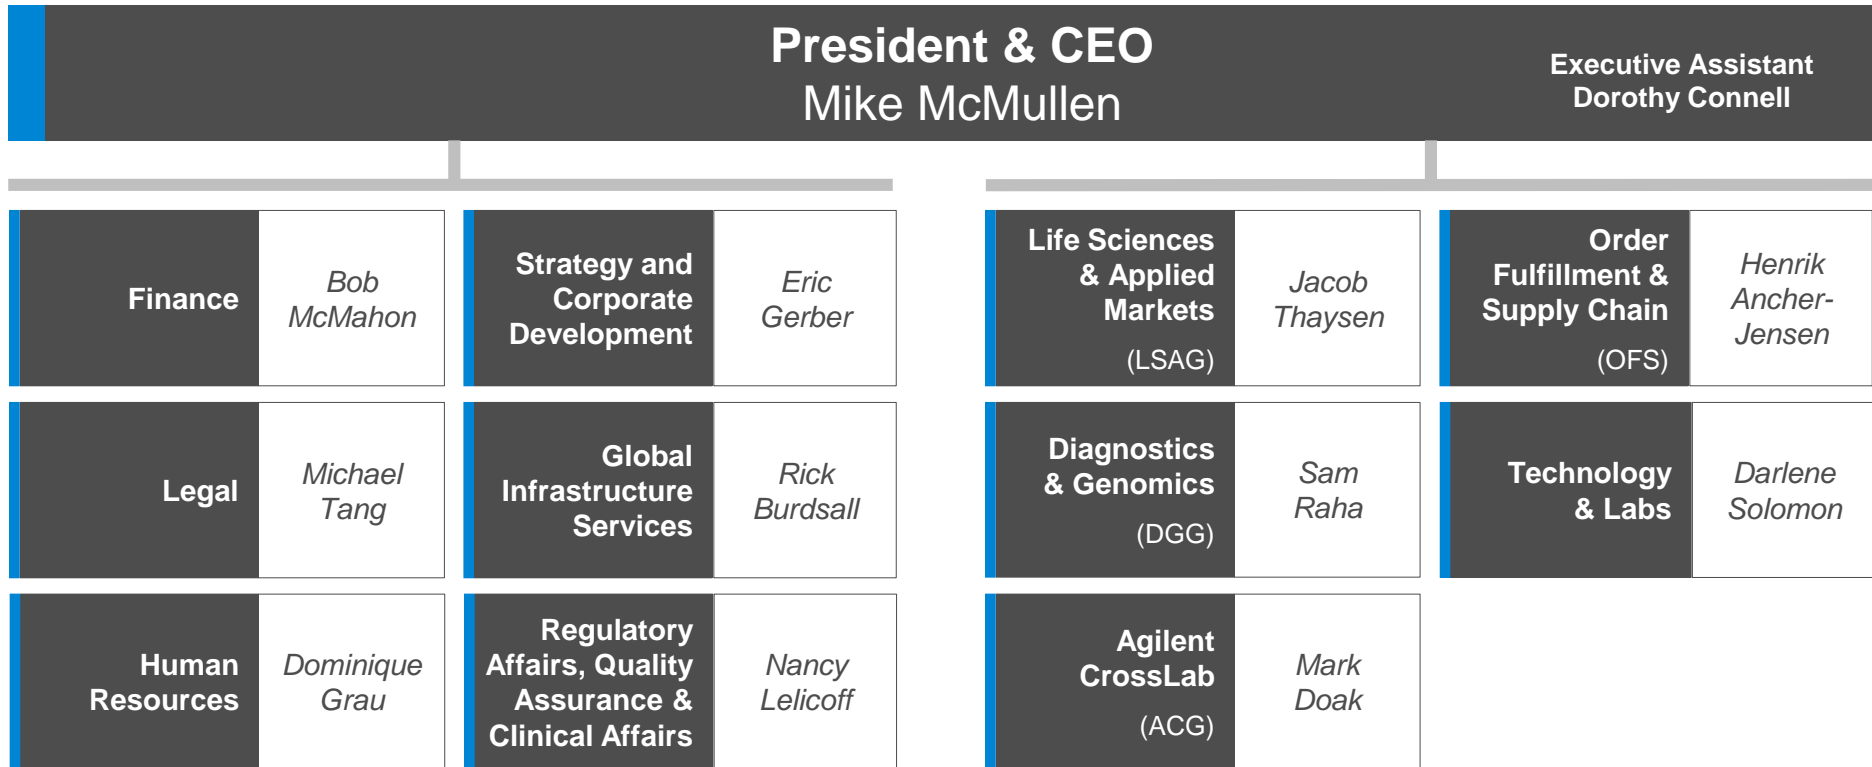 President & CEO
Mike McMullen
Executive Assistant
Dorothy Connell
Finance
Bob
McMahon
Strategy and
Corporate
Development
Eric
Gerber
Life Sciences
& Applied
Markets
(LSAG)
Jacob
Thaysen
Order
Fulfillment &
Supply Chain
(OFS)
Henrik
Ancher-
Jensen
Legal
Michael
Tang
Global
Infrastructure
Services
Rick
Burdsall
Diagnostics
& Genomics
(DGG)
Sam
Raha
Technology
& Labs
Darlene
Solomon
Human
Resources
Dominique
Grau
Regulatory
Affairs, Quality
Assurance &
Clinical Affairs
Nancy
Lelicoff
Agilent
CrossLab
(ACG)
Mark
Doak